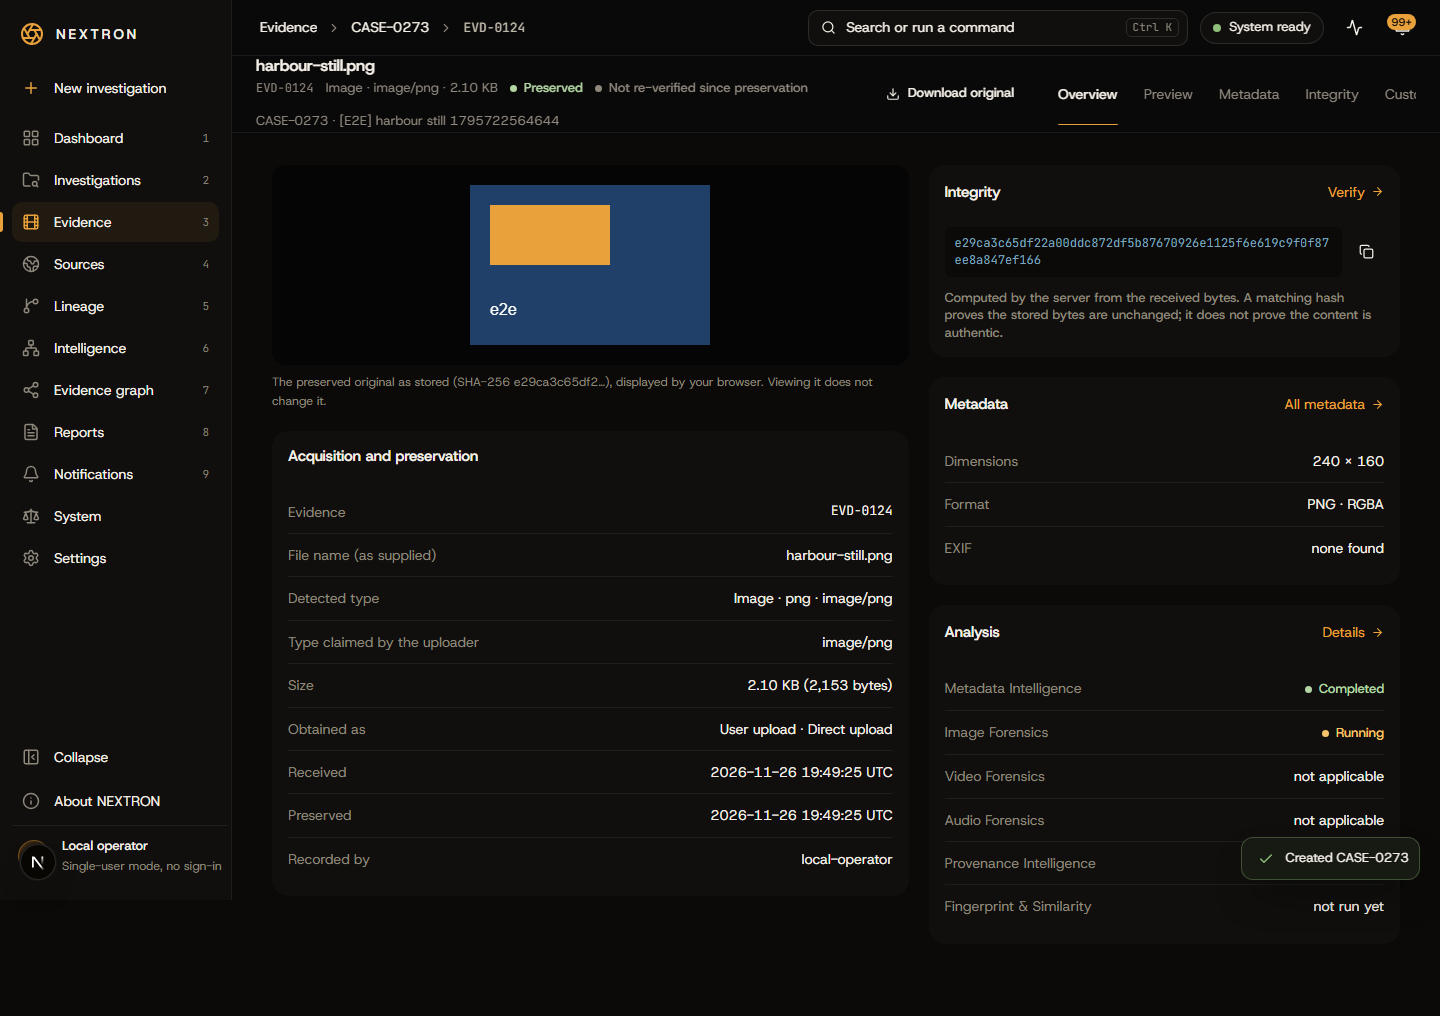 NEXTRON
New investigation
Dashboard 1
Investigations 2
Evidence 3
Sources 4
Lineage 5
Intelligence 6
Evidence graph 7
Reports 8
Notifications 9
System
Settings
Collapse
About NEXTRON
N
Local operator
Single-user mode, no sign-in
Evidence > CASE-0273 > EVD-0124
Search or run a command Ctrl K
System ready
99+
harbour-still.png
EVD-0124 Image · image/png · 2.10 KB Preserved Not re-verified since preservation
CASE-0273 · [E2E] harbour still 1795722564644
Download original
Overview Preview Metadata Integrity
e2e
The preserved original as stored (SHA-256 e29ca3c65df2…), displayed by your browser. Viewing it does not
change it.
Acquisition and preservation
Evidence EVD-0124
File name (as supplied) harbour-still.png
Detected type Image · png · image/png
Type claimed by the uploader image/png
Size 2.10 KB (2,153 bytes)
Obtained as User upload · Direct upload
Received 2026-11-26 19:49:25 UTC
Preserved 2026-11-26 19:49:25 UTC
Recorded by local-operator
Integrity Verify →
e29ca3c65df22a00ddc872df5b87670926e1125f6e619c9f0f87
ee8a847ef166
Computed by the server from the received bytes. A matching hash
proves the stored bytes are unchanged; it does not prove the content is
authentic.
Metadata All metadata →
Dimensions 240 × 160
Format PNG · RGBA
EXIF none found
Analysis Details →
Metadata Intelligence Completed
Image Forensics Running
Video Forensics not applicable
Audio Forensics not applicable
Provenance Intelligence
Created CASE-0273
Fingerprint & Similarity not run yet